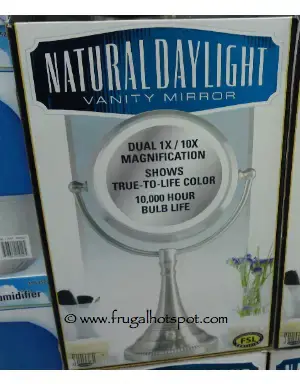 NATURAL DAYLIGHT
VANITY MIRROR
DUAL 1X / 10X
MAGNIFICATION
SHOWS
TRUE-TO-LIFE COLOR
10,000 HOUR
BULB LIFE
umidifier
© www.frugalhotspot.com
FSL